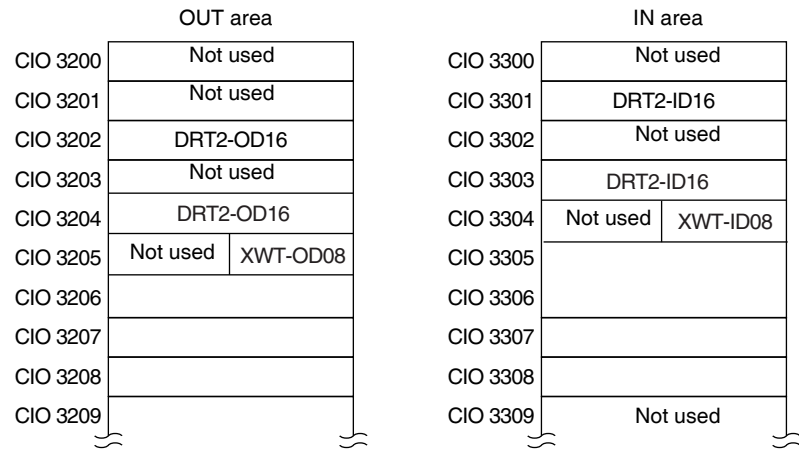 OUT area
CIO 3200 Not used
CIO 3201 Not used
CIO 3202 DRT2-OD16
CIO 3203 Not used
CIO 3204 DRT2-OD16
CIO 3205 Not used XWT-OD08
CIO 3206
CIO 3207
CIO 3208
CIO 3209
IN area
CIO 3300 Not used
CIO 3301 DRT2-ID16
CIO 3302 Not used
CIO 3303 DRT2-ID16
CIO 3304 Not used XWT-ID08
CIO 3305
CIO 3306
CIO 3307
CIO 3308
CIO 3309 Not used